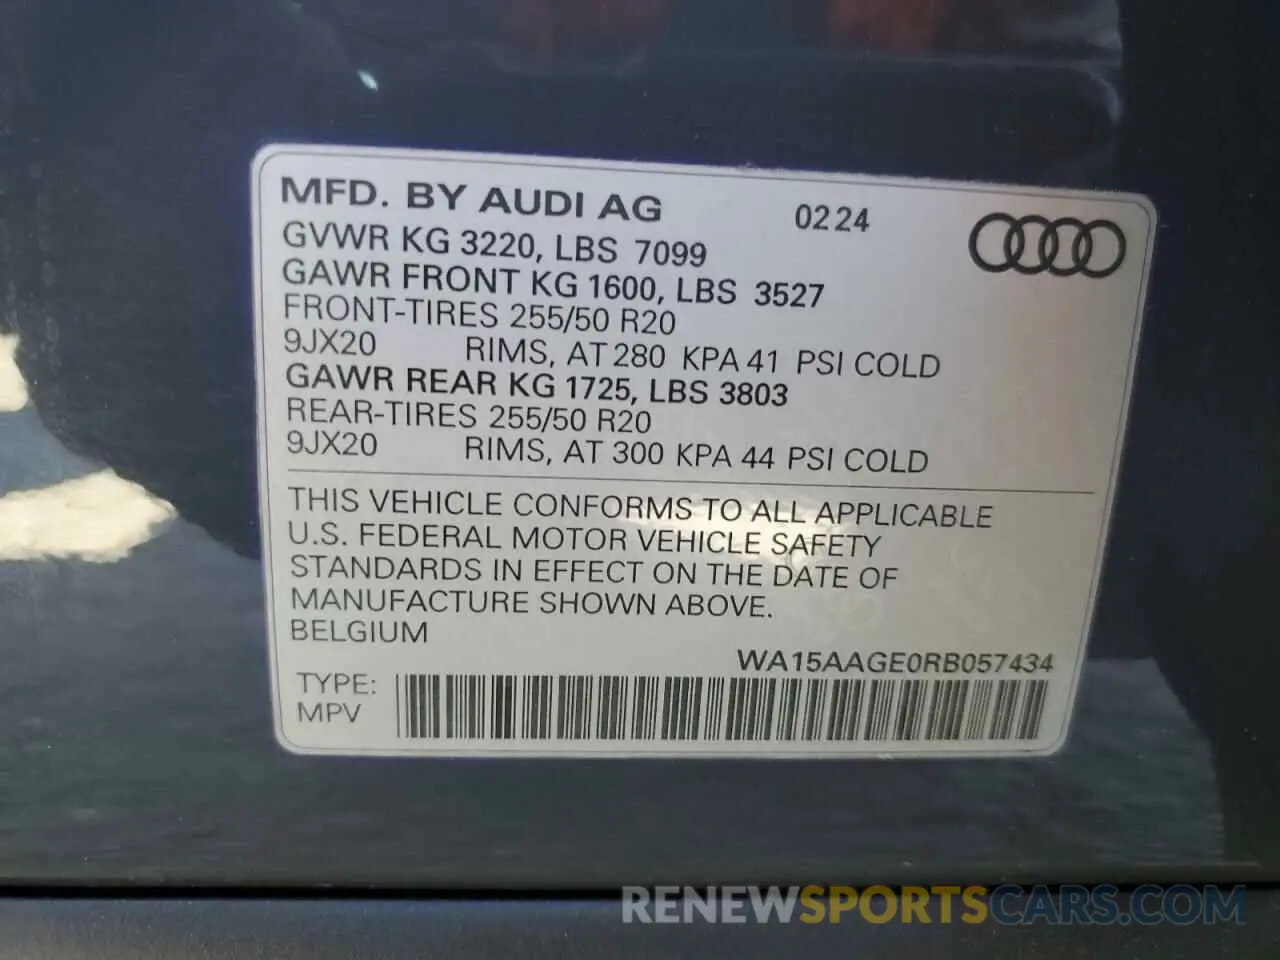 MFD. BY AUDI AG 0224
GVWR KG 3220, LBS 7099
GAWR FRONT KG 1600, LBS 3527
FRONT-TIRES 255/50 R20
9JX20 RIMS, AT 280 KPA 41 PSI COLD
GAWR REAR KG 1725, LBS 3803
REAR-TIRES 255/50 R20
9JX20 RIMS, AT 300 KPA 44 PSI COLD
THIS VEHICLE CONFORMS TO ALL APPLICABLE
U.S. FEDERAL MOTOR VEHICLE SAFETY
STANDARDS IN EFFECT ON THE DATE OF
MANUFACTURE SHOWN ABOVE.
BELGIUM
WA15AAGE0RB057434
TYPE:
MPV
RENEWSPORTSCARS.COM